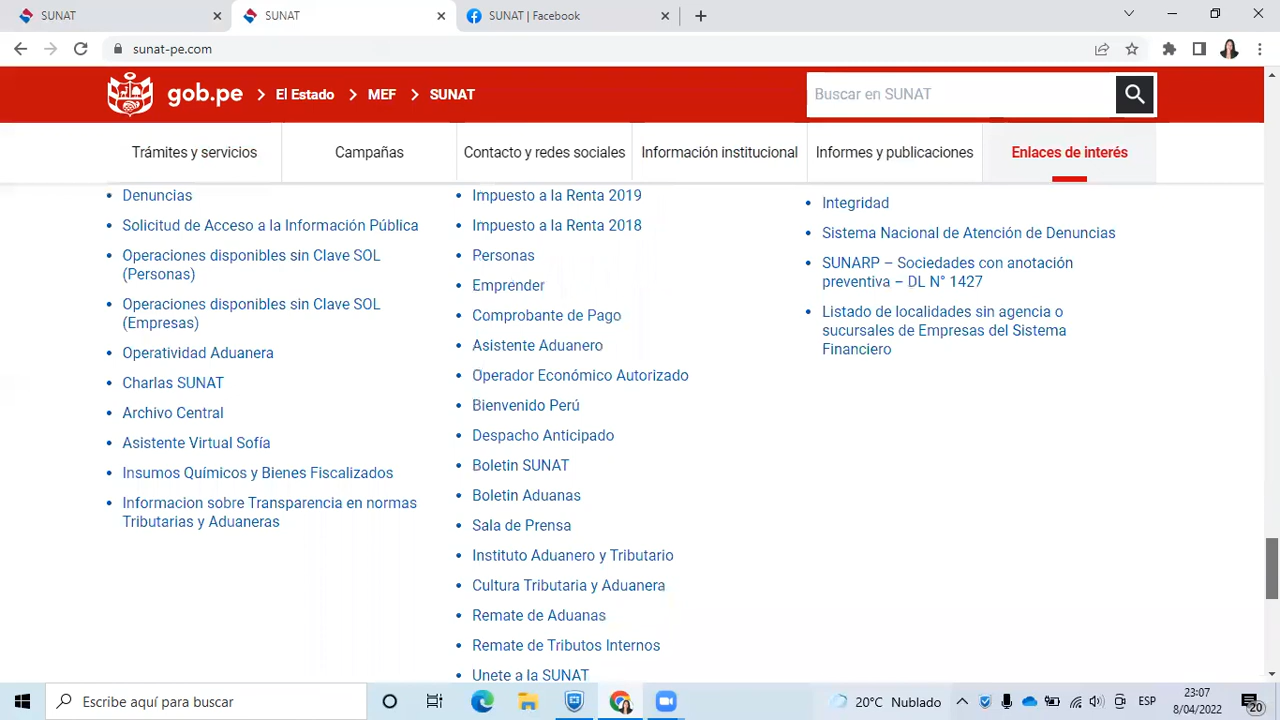 SUNAT
SUNAT
SUNAT | Facebook
sunat-pe.com
gob.pe
El Estado
MEF
SUNAT
Buscar en SUNAT
Trámites y servicios
Campañas
Contacto y redes sociales
Información institucional
Informes y publicaciones
Enlaces de interés
Denuncias
Solicitud de Acceso a la Información Pública
Operaciones disponibles sin Clave SOL
(Personas)
Operaciones disponibles sin Clave SOL
(Empresas)
Operatividad Aduanera
Charlas SUNAT
Archivo Central
Asistente Virtual Sofía
Insumos Químicos y Bienes Fiscalizados
Informacion sobre Transparencia en normas
Tributarias y Aduaneras
Impuesto a la Renta 2019
Impuesto a la Renta 2018
Personas
Emprender
Comprobante de Pago
Asistente Aduanero
Operador Económico Autorizado
Bienvenido Perú
Despacho Anticipado
Boletin SUNAT
Boletin Aduanas
Sala de Prensa
Instituto Aduanero y Tributario
Cultura Tributaria y Aduanera
Remate de Aduanas
Remate de Tributos Internos
Unete a la SUNAT
Integridad
Sistema Nacional de Atención de Denuncias
SUNARP – Sociedades con anotación
preventiva – DL N° 1427
Listado de localidades sin agencia o
sucursales de Empresas del Sistema
Financiero
Escribe aquí para buscar
20°C Nublado
ESP
23:07
8/04/2022
20